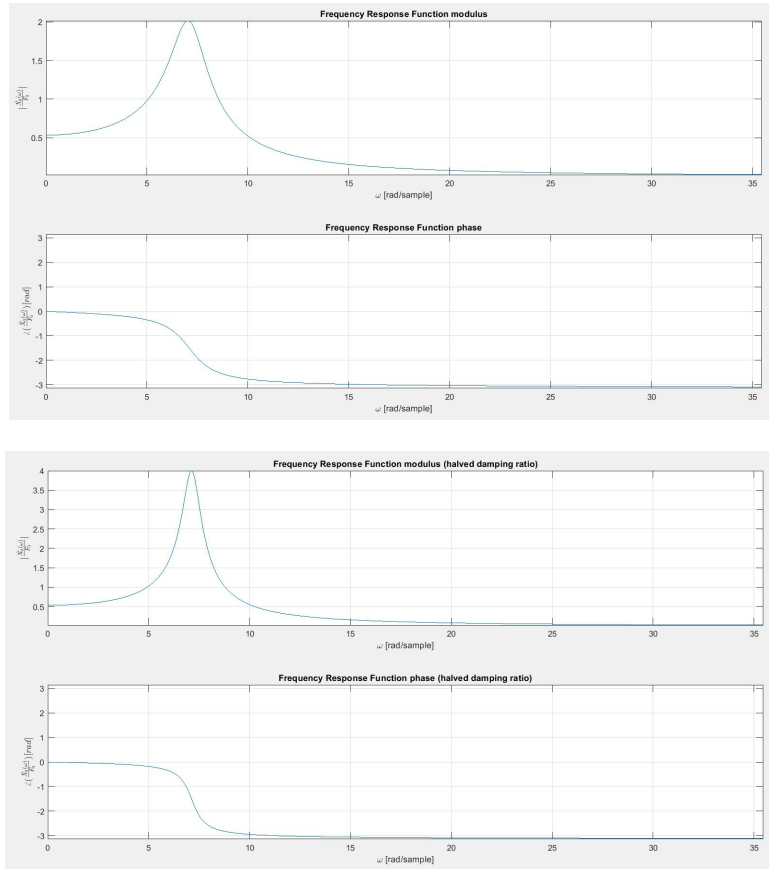 Frequency Response Function modulus
2
1.5
1
0.5
0 5 10 15 20 25 30 35
ω [rad/sample]
Frequency Response Function phase
3
2
1
0
-1
-2
-3
0 5 10 15 20 25 30 35
ω [rad/sample]
Frequency Response Function modulus (halved damping ratio)
4
3.5
3
2.5
2
1.5
1
0.5
0 5 10 15 20 25 30 35
ω [rad/sample]
Frequency Response Function phase (halved damping ratio)
3
2
1
0
-1
-2
-3
[rad]
0 5 10 15 20 25 30 35
ω [rad/sample]